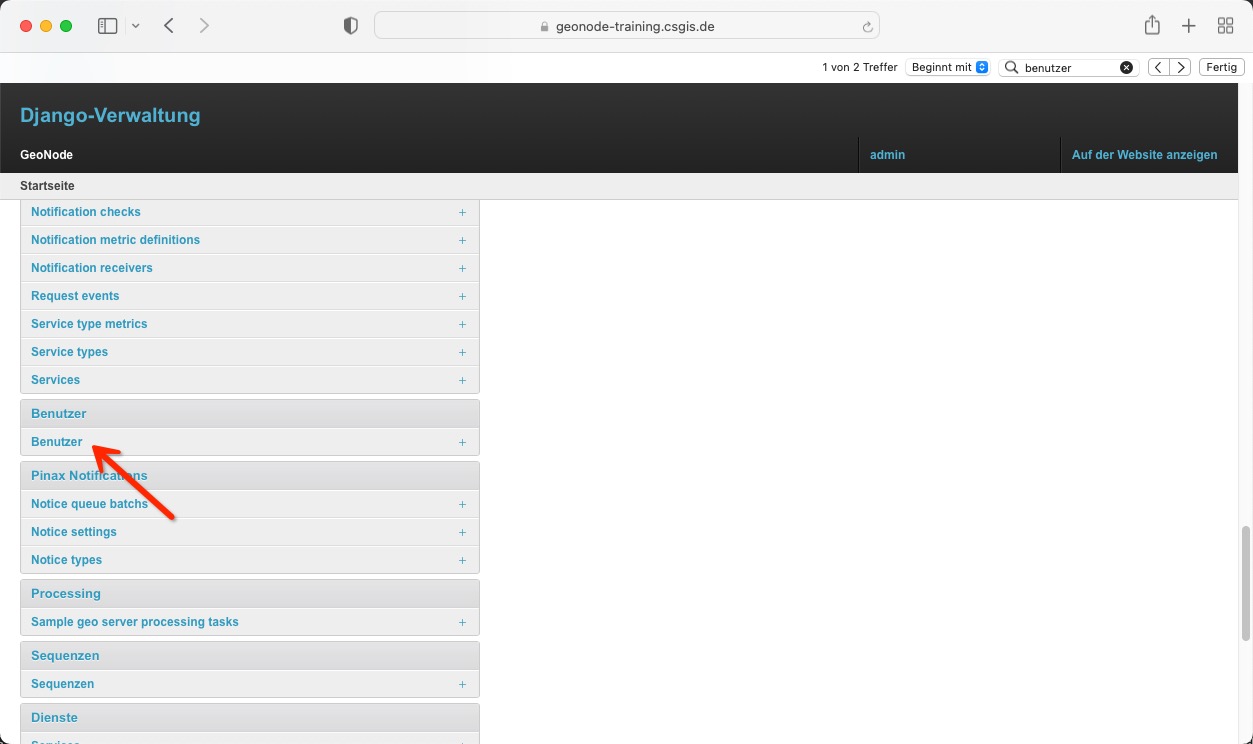 geonode-training.csgis.de
1 von 2 Treffer Beginnt mit benutzer Fertig
Django-Verwaltung
GeoNode admin Auf der Website anzeigen
Startseite
Notification checks +
Notification metric definitions +
Notification receivers +
Request events +
Service type metrics +
Service types +
Services +
Benutzer
Benutzer +
Pinax Notifications
Notice queue batchs +
Notice settings +
Notice types +
Processing
Sample geo server processing tasks +
Sequenzen
Sequenzen +
Dienste
Services